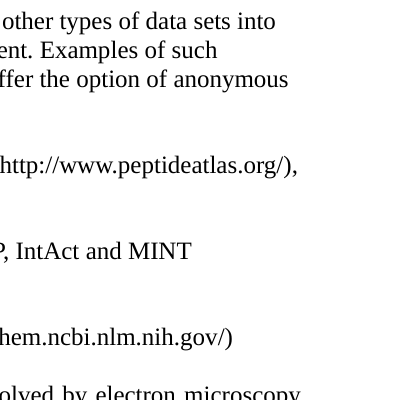 other types of data sets into
ent. Examples of such
ffer the option of anonymous
http://www.peptideatlas.org/),
P, IntAct and MINT
hem.ncbi.nlm.nih.gov/)
olved by electron microscopy